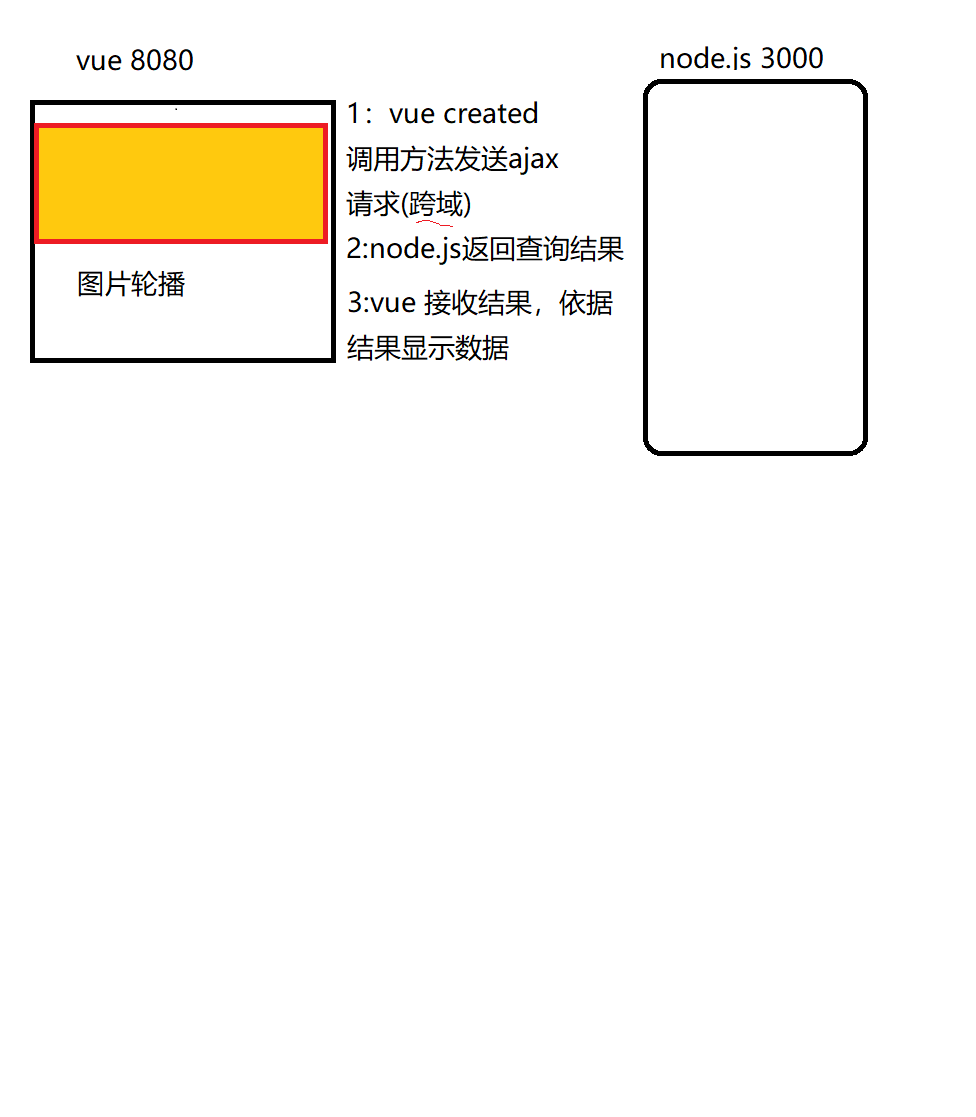 vue 8080
node.js 3000
1：vue created
调用方法发送ajax
请求(跨域)
2:node.js返回查询结果
3:vue 接收结果，依据
结果显示数据
图片轮播